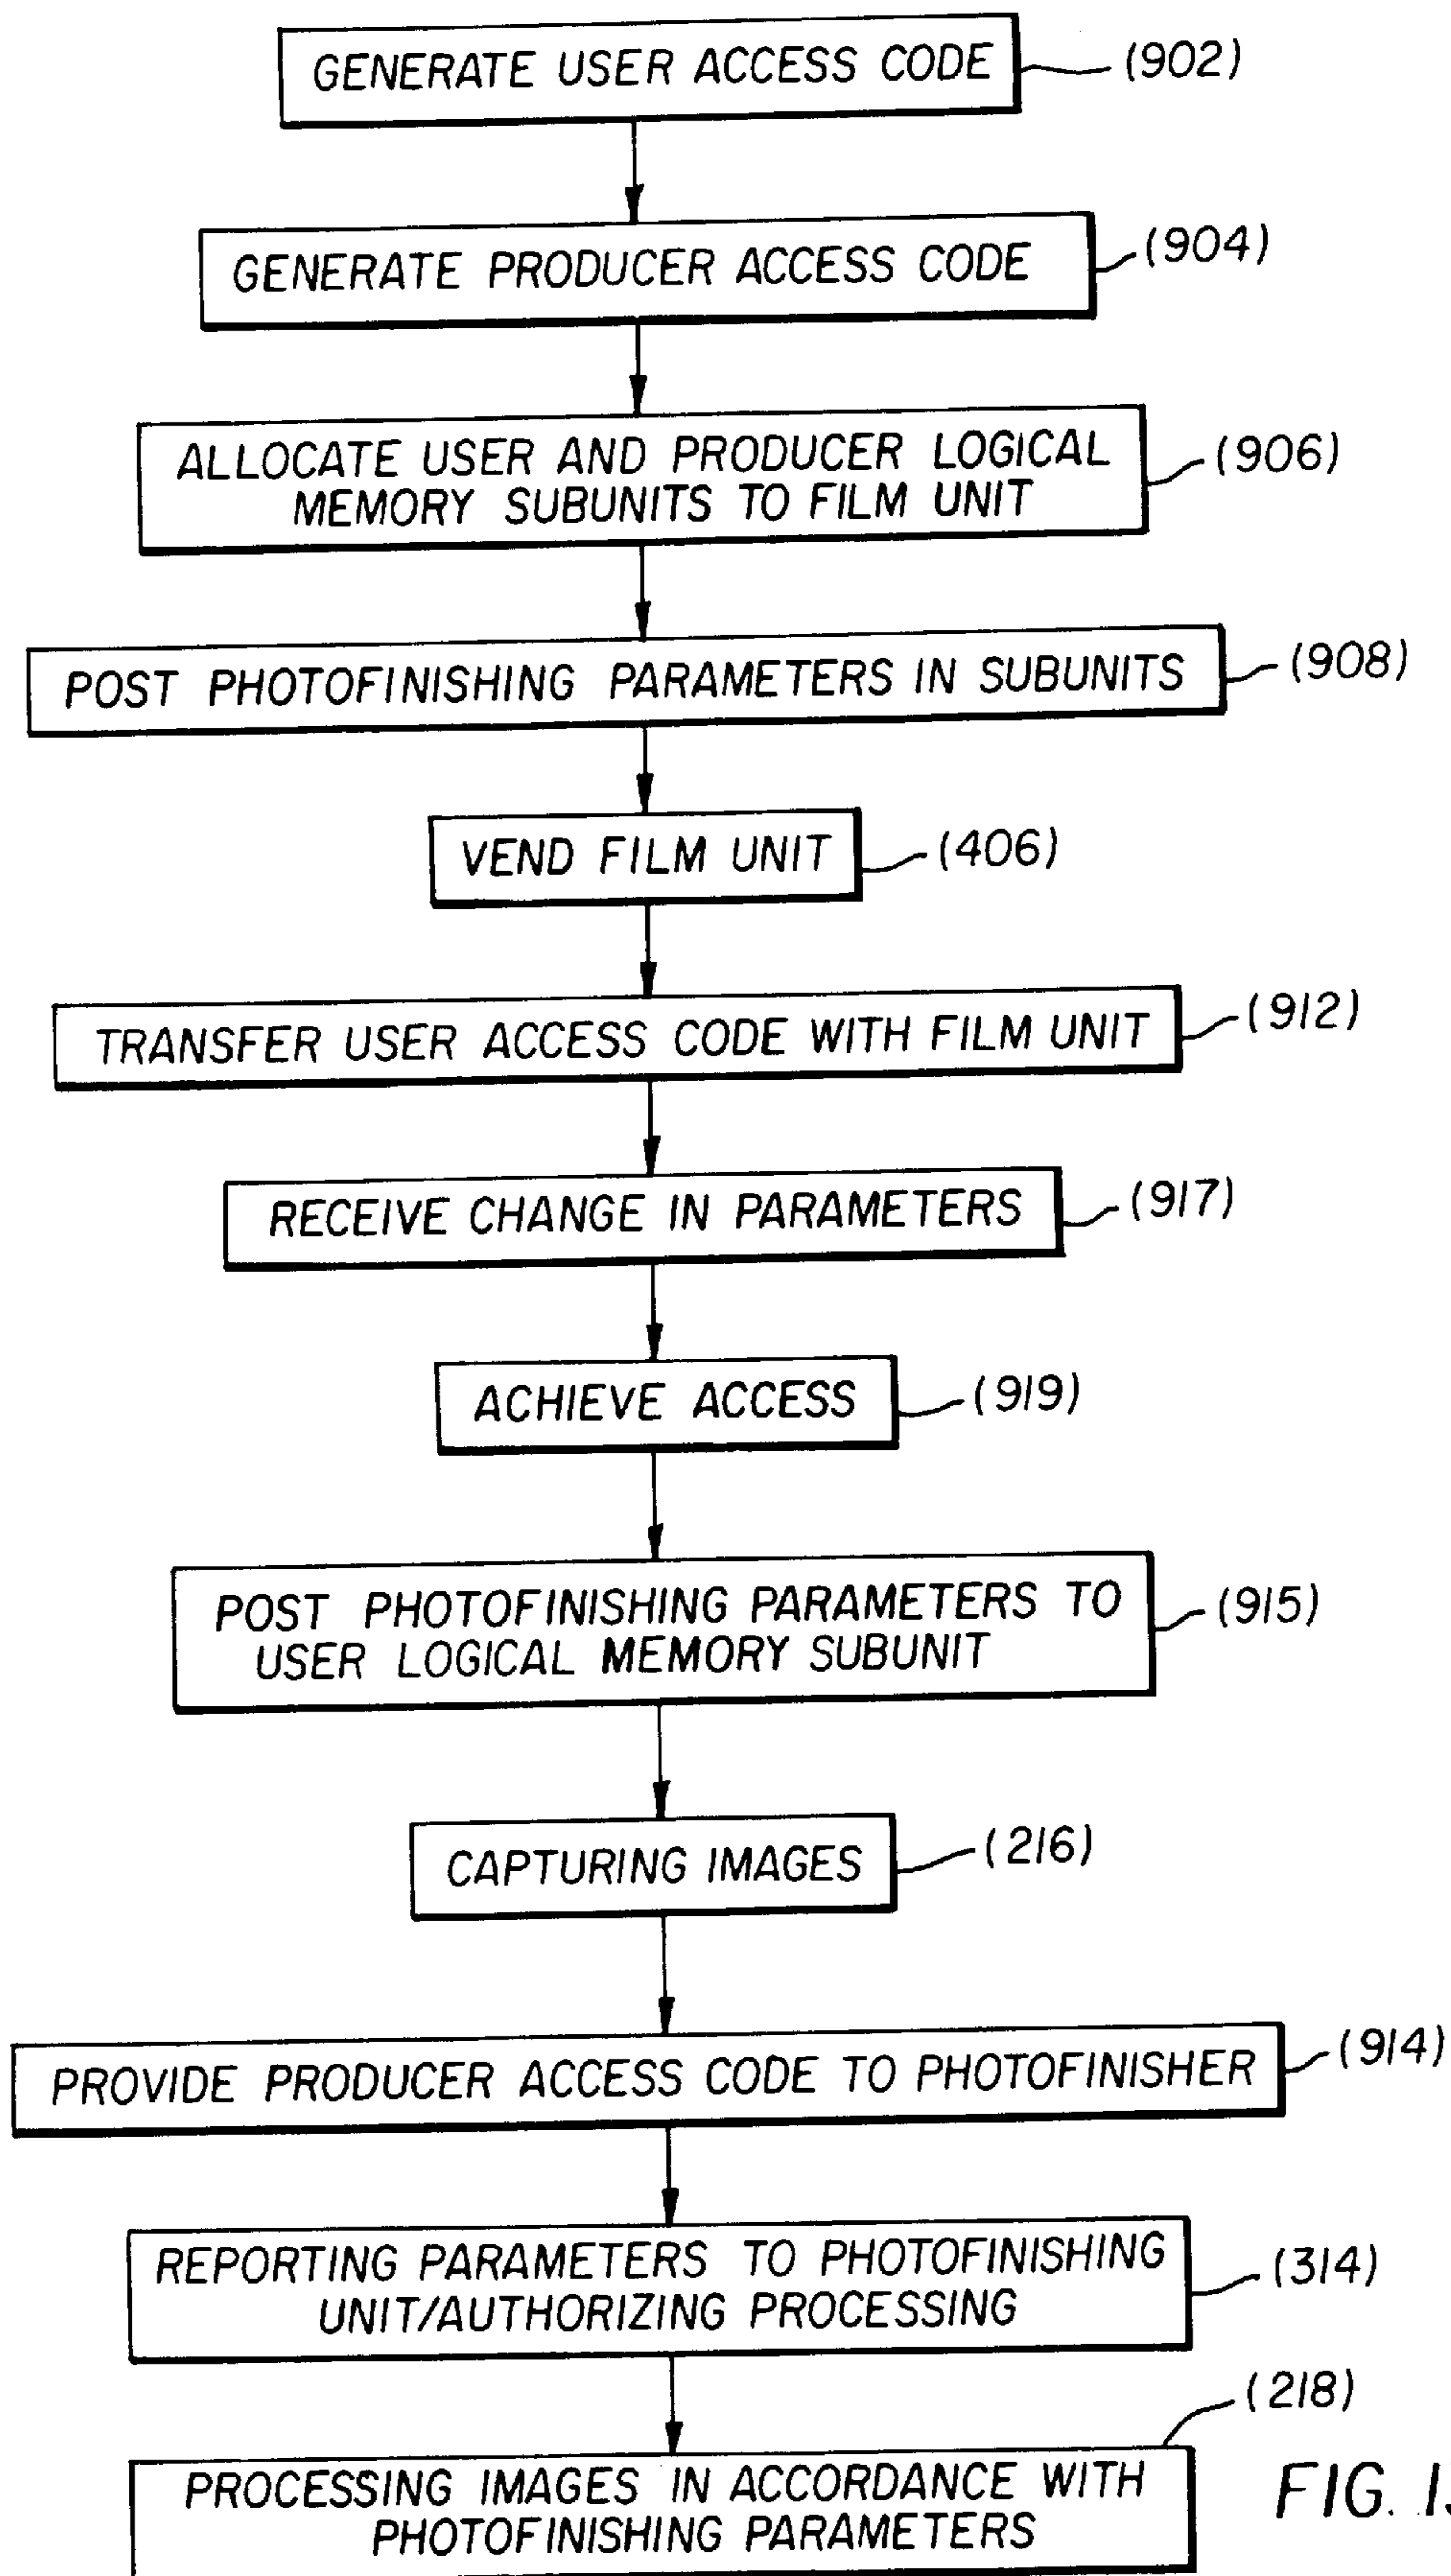 GENERATE USER ACCESS CODE (902)
GENERATE PRODUCER ACCESS CODE (904)
ALLOCATE USER AND PRODUCER LOGICAL
MEMORY SUBUNITS TO FILM UNIT
(906)
POST PHOTOFINISHING PARAMETERS IN SUBUNITS (908)
VEND FILM UNIT (406)
TRANSFER USER ACCESS CODE WITH FILM UNIT (912)
RECEIVE CHANGE IN PARAMETERS (917)
ACHIEVE ACCESS (919)
POST PHOTOFINISHING PARAMETERS TO
USER LOGICAL MEMORY SUBUNIT
(915)
CAPTURING IMAGES (216)
PROVIDE PRODUCER ACCESS CODE TO PHOTOFINISHER (914)
REPORTING PARAMETERS TO PHOTOFINISHING
UNIT/AUTHORIZING PROCESSING
(314)
(218)
PROCESSING IMAGES IN ACCORDANCE WITH
PHOTOFINISHING PARAMETERS
FIG.